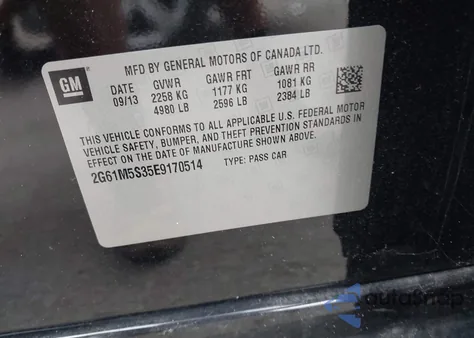 MFD BY GENERAL MOTORS OF CANADA LTD.
GM
DATE GVWR GAWR FRT GAWR RR
09/13 2258 KG 1177 KG 1081 KG
4980 LB 2596 LB 2384 LB
THIS VEHICLE CONFORMS TO ALL APPLICABLE U.S. FEDERAL MOTOR
VEHICLE SAFETY, BUMPER, AND THEFT PREVENTION STANDARDS IN
EFFECT ON THE DATE OF MANUFACTURE SHOWN ABOVE.
2G61M5S35E9170514 TYPE: PASS CAR
autosnap